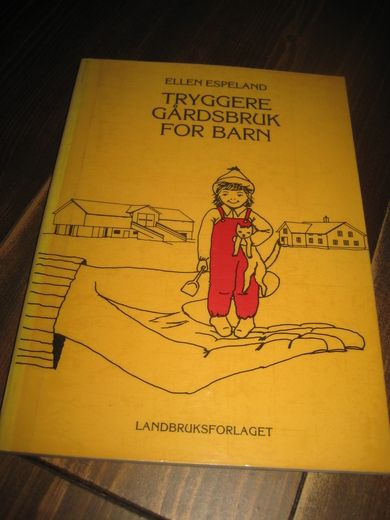 ELLEN ESPELAND
TRYGGERE
GÅRDSBRUK
FOR BARN
LANDBRUKSFORLAGET